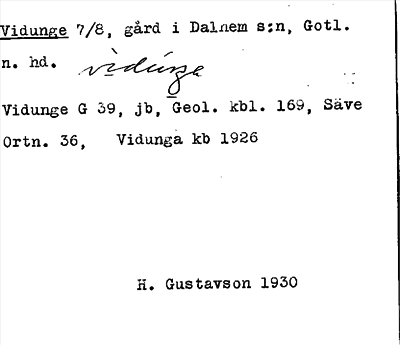 Vidunge 7/8, gård i Dalhem s:n, Gotl.
n. hd. vidùnge
Vidunge G 39, jb, Geol. kbl. 169, Säve
Ortn. 36, Vidunga kb 1926
H. Gustavson 1930